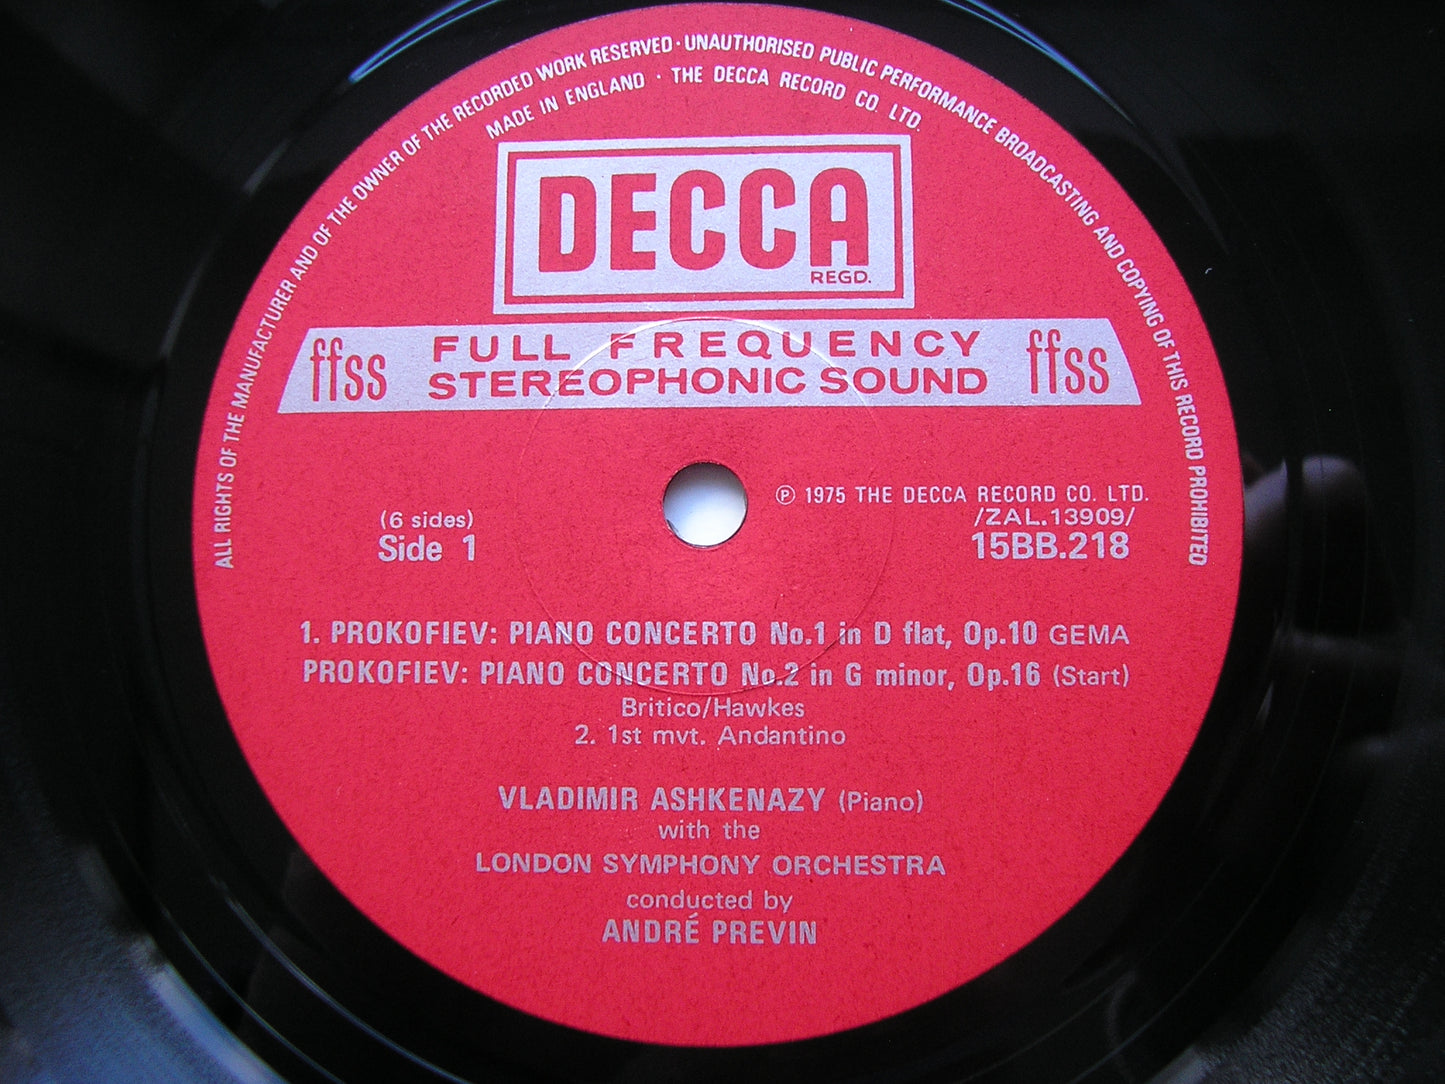 ALL RIGHTS OF THE MANUFACTURER AND OF THE OWNER OF THE RECORDED WORK RESERVED · UNAUTHORISED PUBLIC PERFORMANCE BROADCASTING AND COPYING OF THIS RECORD PROHIBITED
MADE IN ENGLAND · THE DECCA RECORD CO. LTD.
DECCA
REGD.
ffss FULL FREQUENCY ffss
STEREOPHONIC SOUND
℗ 1975 THE DECCA RECORD CO. LTD.
(6 sides) /ZAL.13909/
Side 1 15BB.218
1. PROKOFIEV: PIANO CONCERTO No.1 in D flat, Op.10 GEMA
PROKOFIEV: PIANO CONCERTO No.2 in G minor, Op.16 (Start)
Britico/Hawkes
2. 1st mvt. Andantino
VLADIMIR ASHKENAZY (Piano)
with the
LONDON SYMPHONY ORCHESTRA
conducted by
ANDRÉ PREVIN